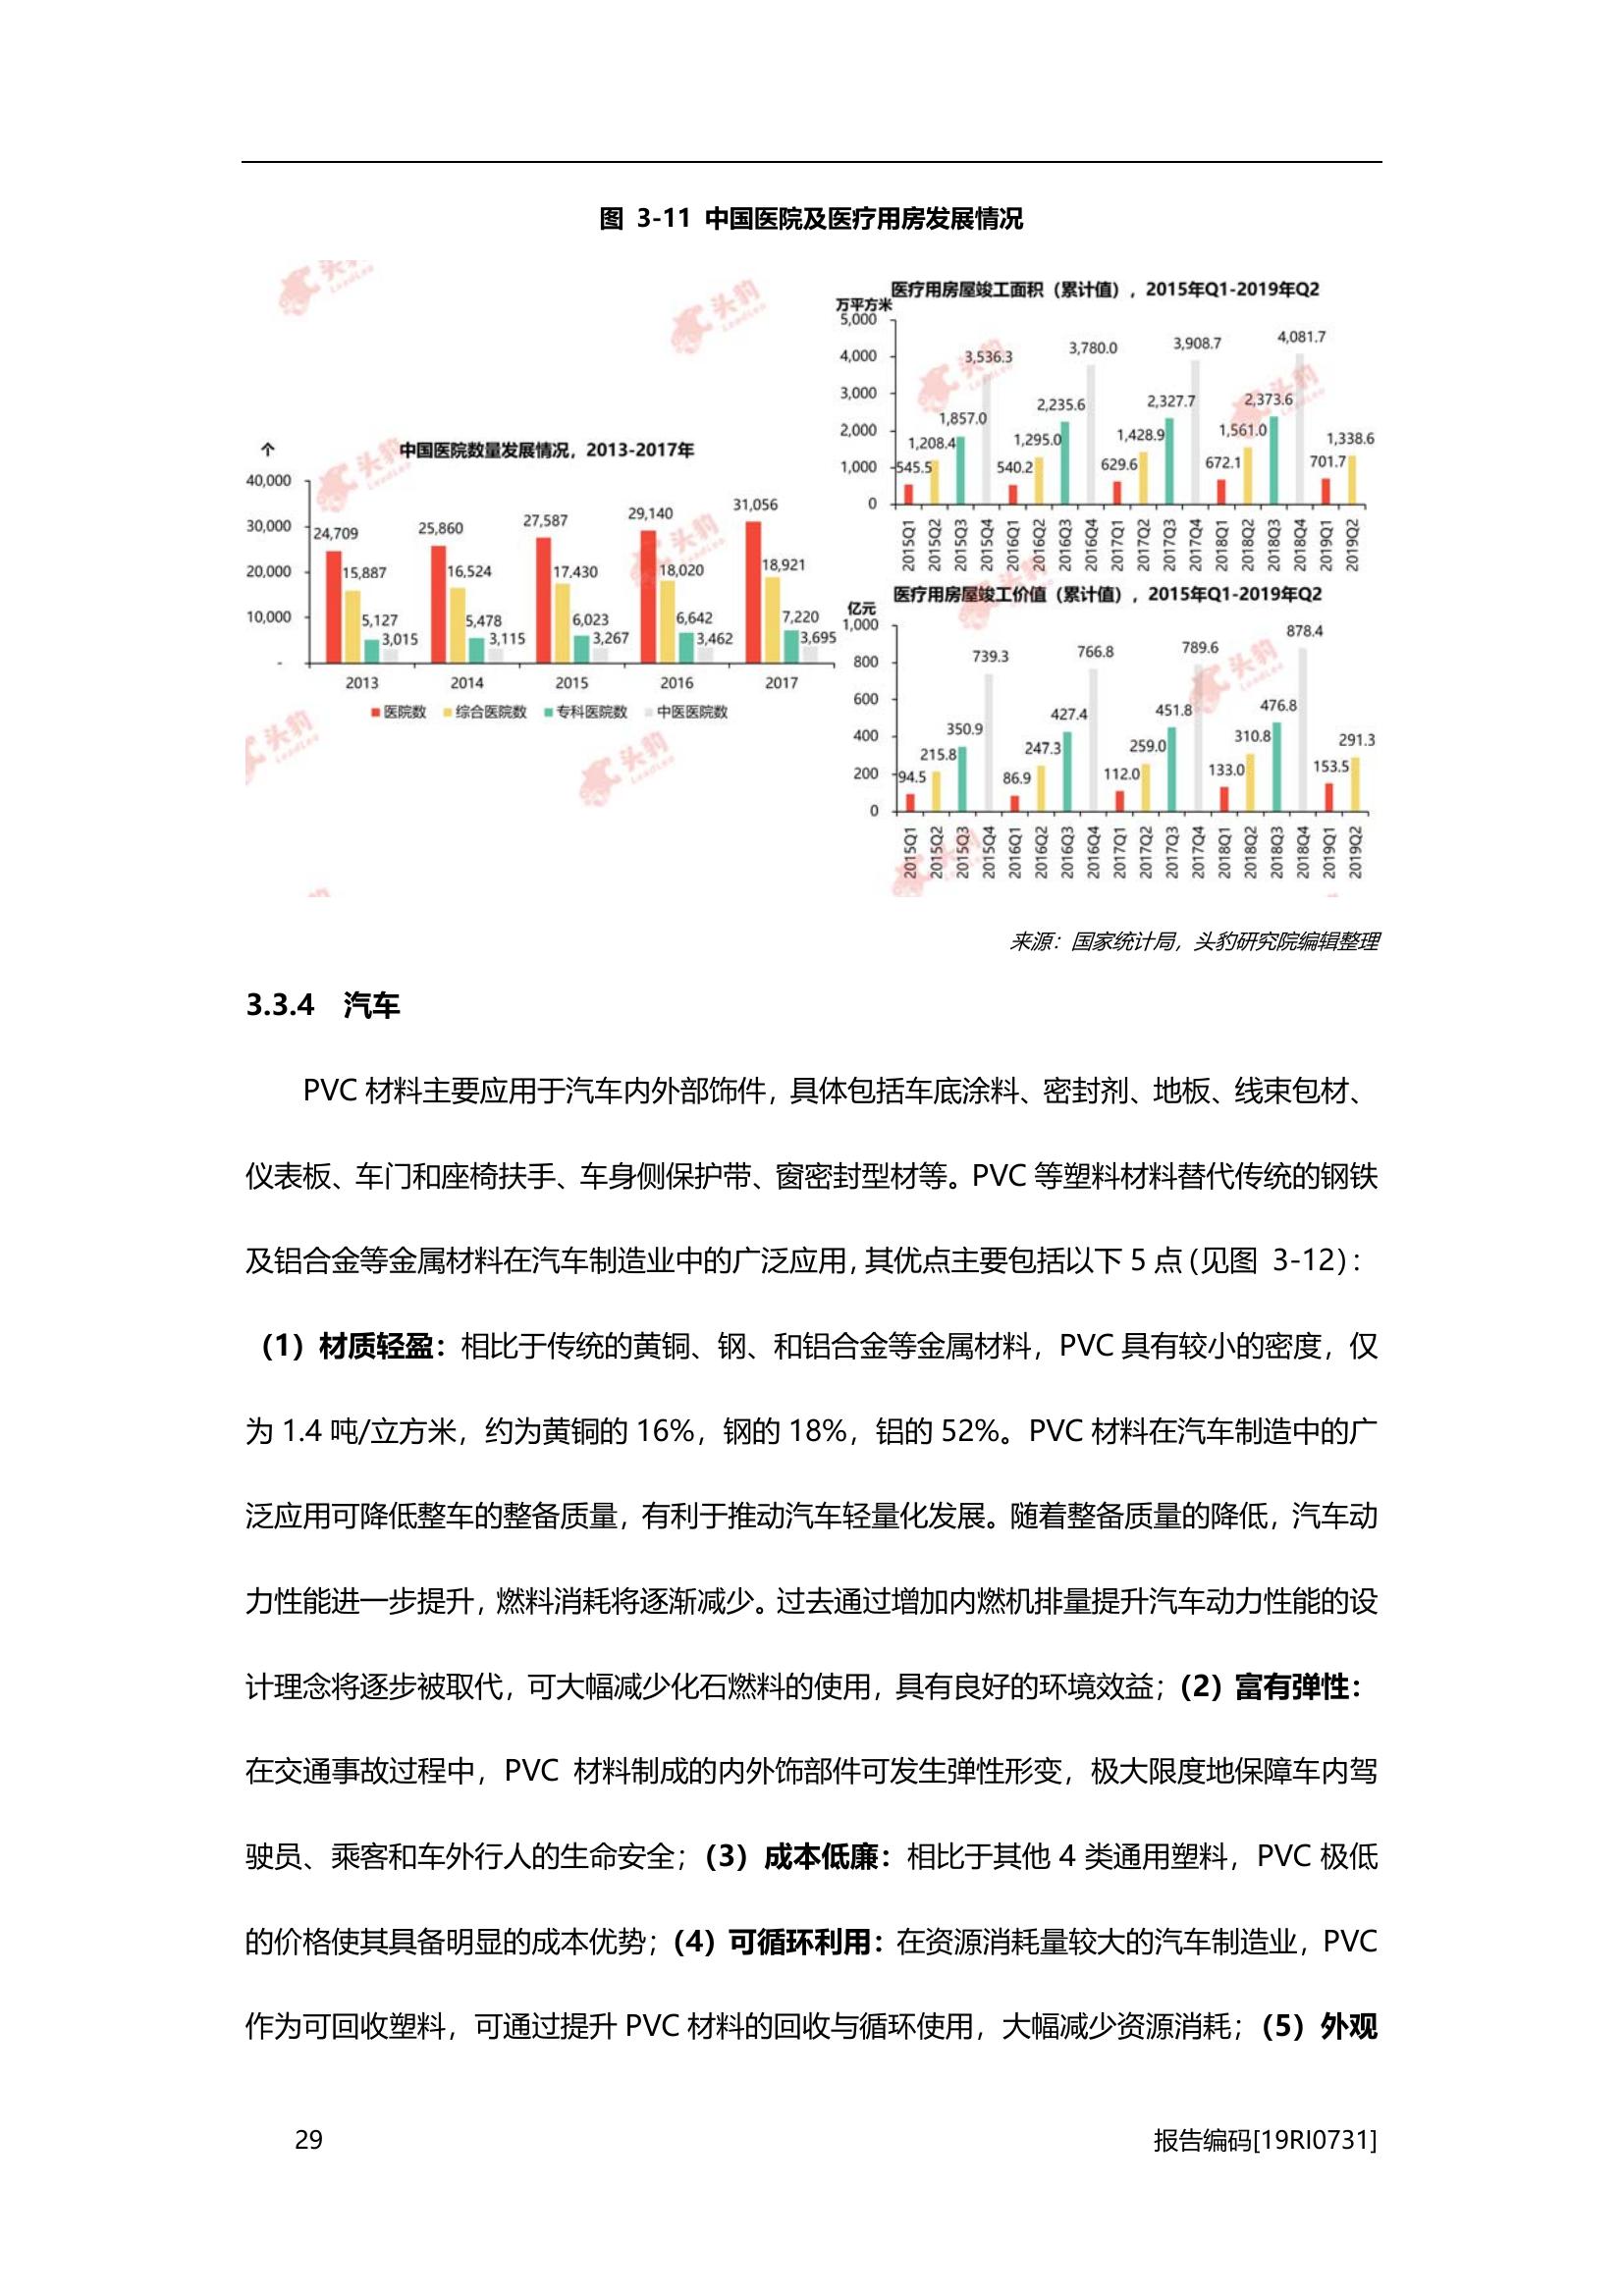 图 3-11 中国医院及医疗用房发展情况
个
中国医院数量发展情况，2013-2017年
40,000
30,000
20,000
10,000
-
24,709
15,887
5,127
3,015
25,860
16,524
5,478
3,115
27,587
17,430
6,023
3,267
29,140
18,020
6,642
3,462
31,056
18,921
7,220
3,695
2013 2014 2015 2016 2017
医院数 综合医院数 专科医院数 中医医院数
医疗用房屋竣工面积（累计值），2015年Q1-2019年Q2
万平方米
5,000
4,000
3,000
2,000
1,000
0
545.5
1,208.4
1,857.0
3,536.3
540.2
1,295.0
2,235.6
3,780.0
629.6
1,428.9
2,327.7
3,908.7
672.1
1,561.0
2,373.6
4,081.7
701.7
1,338.6
2015Q1 2015Q2 2015Q3 2015Q4 2016Q1 2016Q2 2016Q3 2016Q4 2017Q1 2017Q2 2017Q3 2017Q4 2018Q1 2018Q2 2018Q3 2018Q4 2019Q1 2019Q2
医疗用房屋竣工价值（累计值），2015年Q1-2019年Q2
亿元
1,000
800
600
400
200
0
94.5
215.8
350.9
739.3
86.9
247.3
427.4
766.8
112.0
259.0
451.8
789.6
133.0
310.8
476.8
878.4
153.5
291.3
2015Q1 2015Q2 2015Q3 2015Q4 2016Q1 2016Q2 2016Q3 2016Q4 2017Q1 2017Q2 2017Q3 2017Q4 2018Q1 2018Q2 2018Q3 2018Q4 2019Q1 2019Q2
头豹
LeadLeo
来源：国家统计局，头豹研究院编辑整理
3.3.4 汽车
PVC 材料主要应用于汽车内外部饰件，具体包括车底涂料、密封剂、地板、线束包材、
仪表板、车门和座椅扶手、车身侧保护带、窗密封型材等。PVC 等塑料材料替代传统的钢铁
及铝合金等金属材料在汽车制造业中的广泛应用，其优点主要包括以下 5 点（见图 3-12）：
（1）材质轻盈：相比于传统的黄铜、钢、和铝合金等金属材料，PVC 具有较小的密度，仅
为 1.4 吨/立方米，约为黄铜的 16%，钢的 18%，铝的 52%。PVC 材料在汽车制造中的广
泛应用可降低整车的整备质量，有利于推动汽车轻量化发展。随着整备质量的降低，汽车动
力性能进一步提升，燃料消耗将逐渐减少。过去通过增加内燃机排量提升汽车动力性能的设
计理念将逐步被取代，可大幅减少化石燃料的使用，具有良好的环境效益；（2）富有弹性：
在交通事故过程中，PVC 材料制成的内外饰部件可发生弹性形变，极大限度地保障车内驾
驶员、乘客和车外行人的生命安全；（3）成本低廉：相比于其他 4 类通用塑料，PVC 极低
的价格使其具备明显的成本优势；（4）可循环利用：在资源消耗量较大的汽车制造业，PVC
作为可回收塑料，可通过提升 PVC 材料的回收与循环使用，大幅减少资源消耗；（5）外观
29
报告编码[19RI0731]